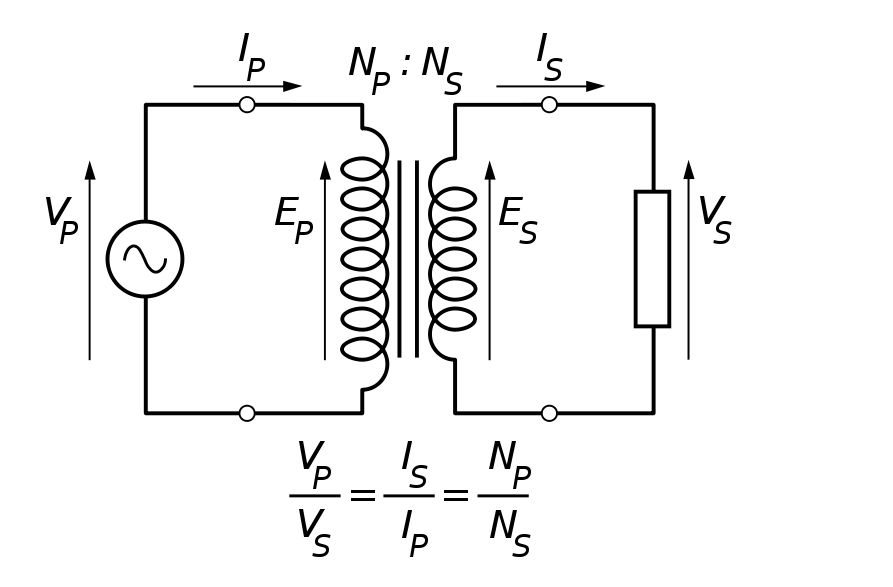 I_P N_P : N_S I_S
V_P E_P E_S V_S
V_P / V_S = I_S / I_P = N_P / N_S